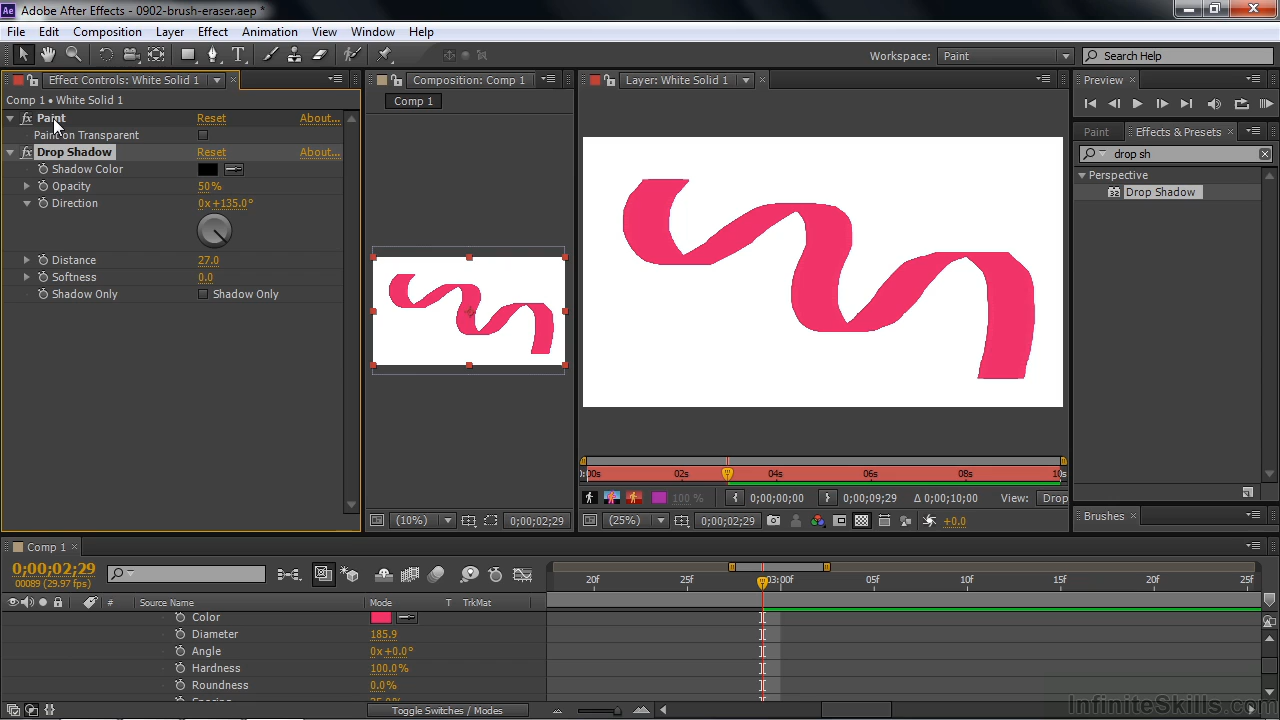 Adobe After Effects - 0902-brush-eraser.aep *
File Edit Composition Layer Effect Animation View Window Help
Workspace: Paint Search Help
Effect Controls: White Solid 1
Comp 1 • White Solid 1
Paint Reset About...
Paint on Transparent
Drop Shadow Reset About...
Shadow Color
Opacity 50%
Direction 0x+135.0°
Distance 27.0
Softness 0.0
Shadow Only Shadow Only
Composition: Comp 1
Comp 1
(10%) 0;00;02;29
Layer: White Solid 1
0:00s 02s 04s 06s 08s 10s
100 % 0;00;00;00 0;00;09;29 Δ 0;00;10;00 View: Drop
(25%) 0;00;02;29 +0.0
Preview
Paint Effects & Presets
drop sh
Perspective
32 Drop Shadow
Brushes
Comp 1
0;00;02;29
00089 (29.97 fps)
# Source Name Mode T TrkMat
20f 25f 03:00f 05f 10f 15f 20f 25f
Color
Diameter 185.9
Angle 0x+0.0°
Hardness 100.0%
Roundness 0.0%
Toggle Switches / Modes
InfiniteSkills.com